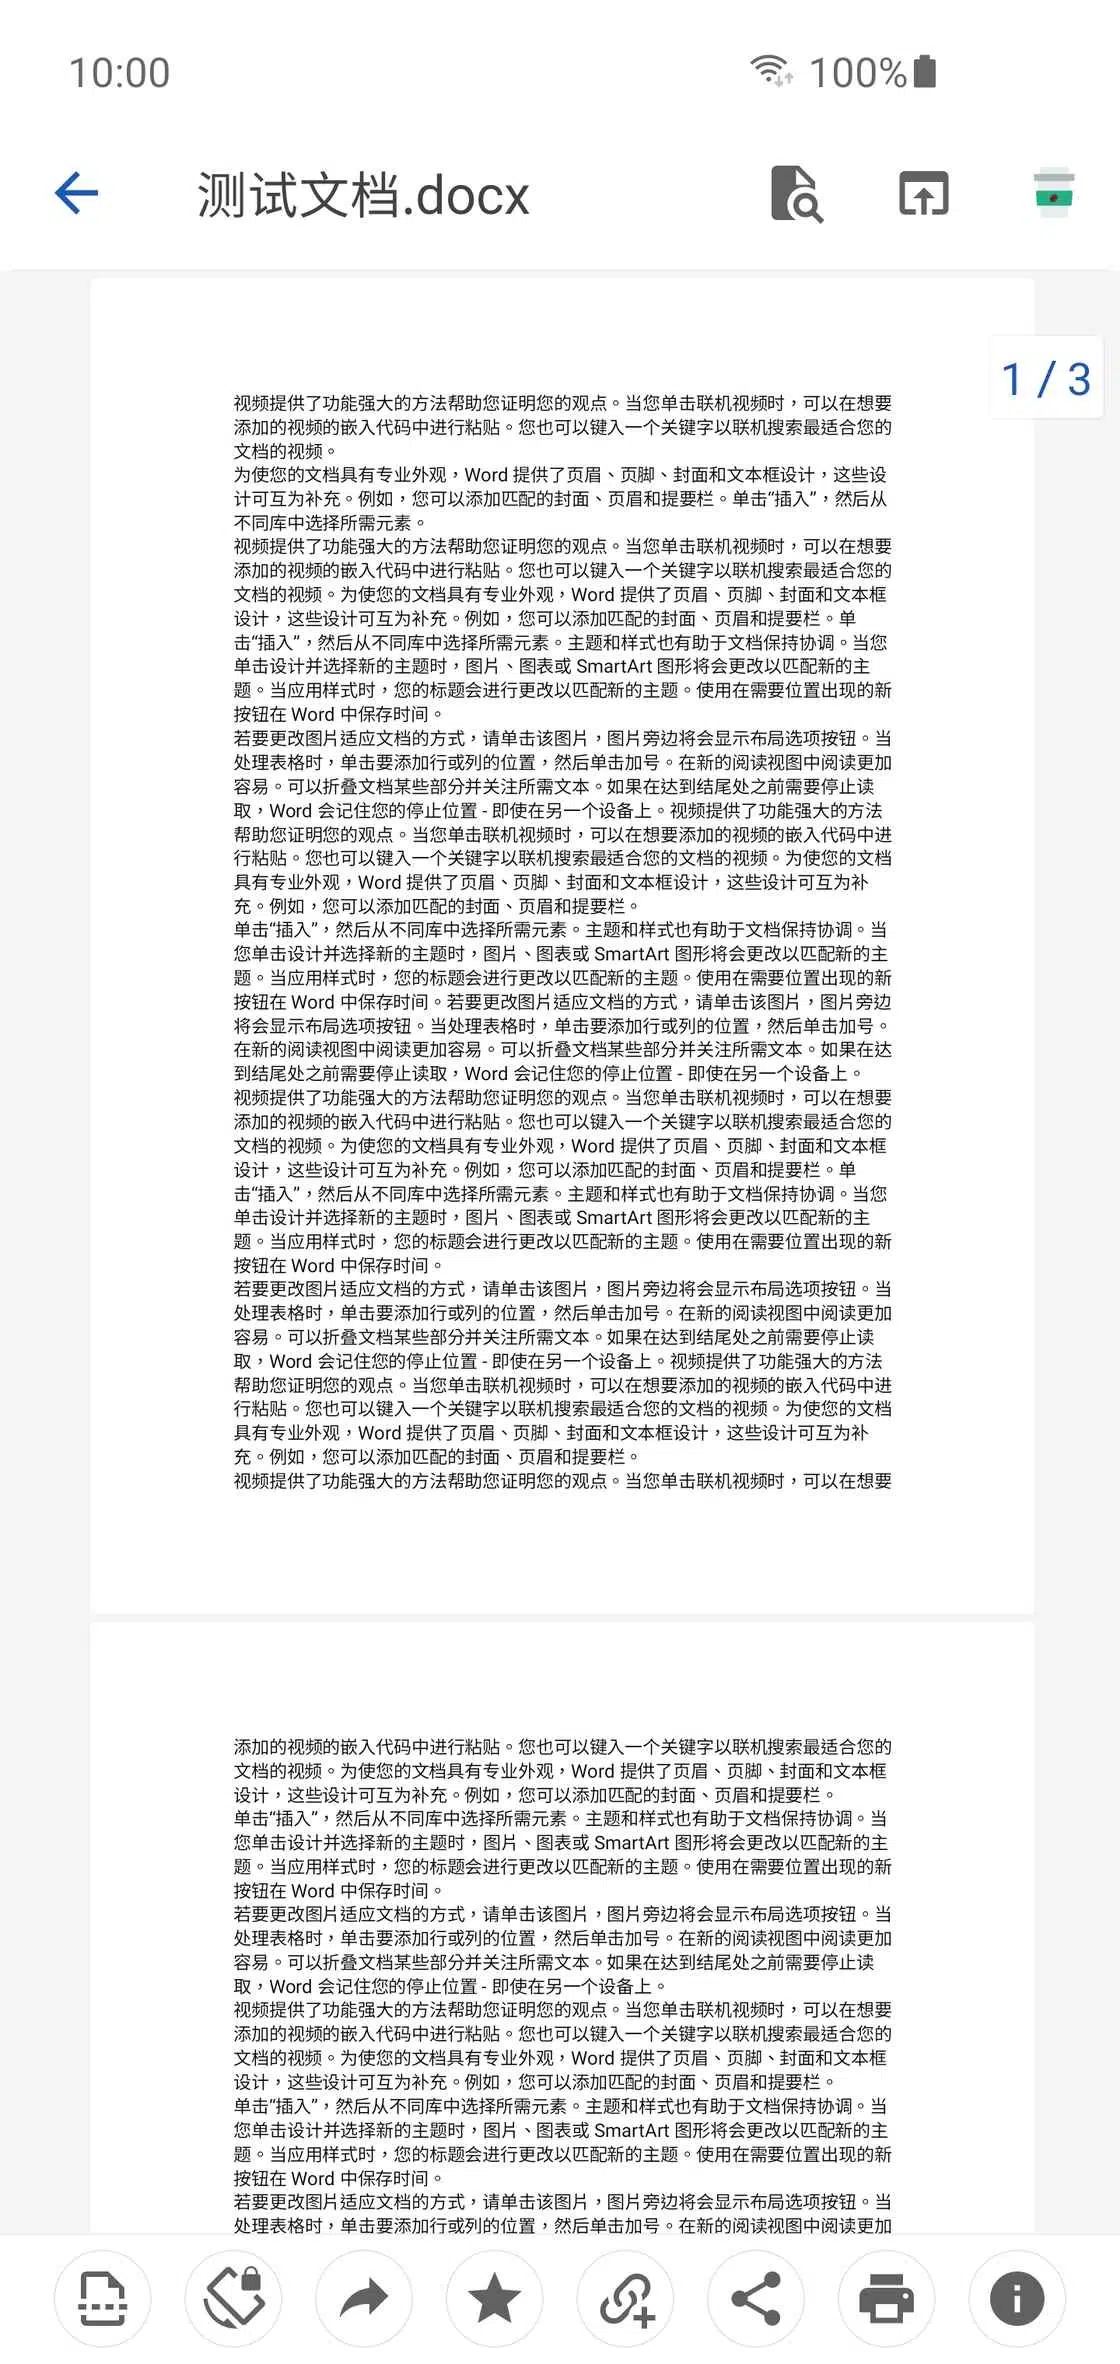 10:00
100%
测试文档.docx
1 / 3
视频提供了功能强大的方法帮助您证明您的观点。当您单击联机视频时，可以在想要
添加的视频的嵌入代码中进行粘贴。您也可以键入一个关键字以联机搜索最适合您的
文档的视频。
为使您的文档具有专业外观，Word 提供了页眉、页脚、封面和文本框设计，这些设
计可互为补充。例如，您可以添加匹配的封面、页眉和提要栏。单击“插入”，然后从
不同库中选择所需元素。
视频提供了功能强大的方法帮助您证明您的观点。当您单击联机视频时，可以在想要
添加的视频的嵌入代码中进行粘贴。您也可以键入一个关键字以联机搜索最适合您的
文档的视频。为使您的文档具有专业外观，Word 提供了页眉、页脚、封面和文本框
设计，这些设计可互为补充。例如，您可以添加匹配的封面、页眉和提要栏。单
击“插入”，然后从不同库中选择所需元素。主题和样式也有助于文档保持协调。当您
单击设计并选择新的主题时，图片、图表或 SmartArt 图形将会更改以匹配新的主
题。当应用样式时，您的标题会进行更改以匹配新的主题。使用在需要位置出现的新
按钮在 Word 中保存时间。
若要更改图片适应文档的方式，请单击该图片，图片旁边将会显示布局选项按钮。当
处理表格时，单击要添加行或列的位置，然后单击加号。在新的阅读视图中阅读更加
容易。可以折叠文档某些部分并关注所需文本。如果在达到结尾处之前需要停止读
取，Word 会记住您的停止位置 - 即使在另一个设备上。视频提供了功能强大的方法
帮助您证明您的观点。当您单击联机视频时，可以在想要添加的视频的嵌入代码中进
行粘贴。您也可以键入一个关键字以联机搜索最适合您的文档的视频。为使您的文档
具有专业外观，Word 提供了页眉、页脚、封面和文本框设计，这些设计可互为补
充。例如，您可以添加匹配的封面、页眉和提要栏。
单击“插入”，然后从不同库中选择所需元素。主题和样式也有助于文档保持协调。当
您单击设计并选择新的主题时，图片、图表或 SmartArt 图形将会更改以匹配新的主
题。当应用样式时，您的标题会进行更改以匹配新的主题。使用在需要位置出现的新
按钮在 Word 中保存时间。若要更改图片适应文档的方式，请单击该图片，图片旁边
将会显示布局选项按钮。当处理表格时，单击要添加行或列的位置，然后单击加号。
在新的阅读视图中阅读更加容易。可以折叠文档某些部分并关注所需文本。如果在达
到结尾处之前需要停止读取，Word 会记住您的停止位置 - 即使在另一个设备上。
视频提供了功能强大的方法帮助您证明您的观点。当您单击联机视频时，可以在想要
添加的视频的嵌入代码中进行粘贴。您也可以键入一个关键字以联机搜索最适合您的
文档的视频。为使您的文档具有专业外观，Word 提供了页眉、页脚、封面和文本框
设计，这些设计可互为补充。例如，您可以添加匹配的封面、页眉和提要栏。单
击“插入”，然后从不同库中选择所需元素。主题和样式也有助于文档保持协调。当您
单击设计并选择新的主题时，图片、图表或 SmartArt 图形将会更改以匹配新的主
题。当应用样式时，您的标题会进行更改以匹配新的主题。使用在需要位置出现的新
按钮在 Word 中保存时间。
若要更改图片适应文档的方式，请单击该图片，图片旁边将会显示布局选项按钮。当
处理表格时，单击要添加行或列的位置，然后单击加号。在新的阅读视图中阅读更加
容易。可以折叠文档某些部分并关注所需文本。如果在达到结尾处之前需要停止读
取，Word 会记住您的停止位置 - 即使在另一个设备上。视频提供了功能强大的方法
帮助您证明您的观点。当您单击联机视频时，可以在想要添加的视频的嵌入代码中进
行粘贴。您也可以键入一个关键字以联机搜索最适合您的文档的视频。为使您的文档
具有专业外观，Word 提供了页眉、页脚、封面和文本框设计，这些设计可互为补
充。例如，您可以添加匹配的封面、页眉和提要栏。
视频提供了功能强大的方法帮助您证明您的观点。当您单击联机视频时，可以在想要
添加的视频的嵌入代码中进行粘贴。您也可以键入一个关键字以联机搜索最适合您的
文档的视频。为使您的文档具有专业外观，Word 提供了页眉、页脚、封面和文本框
设计，这些设计可互为补充。例如，您可以添加匹配的封面、页眉和提要栏。
单击“插入”，然后从不同库中选择所需元素。主题和样式也有助于文档保持协调。当
您单击设计并选择新的主题时，图片、图表或 SmartArt 图形将会更改以匹配新的主
题。当应用样式时，您的标题会进行更改以匹配新的主题。使用在需要位置出现的新
按钮在 Word 中保存时间。
若要更改图片适应文档的方式，请单击该图片，图片旁边将会显示布局选项按钮。当
处理表格时，单击要添加行或列的位置，然后单击加号。在新的阅读视图中阅读更加
容易。可以折叠文档某些部分并关注所需文本。如果在达到结尾处之前需要停止读
取，Word 会记住您的停止位置 - 即使在另一个设备上。
视频提供了功能强大的方法帮助您证明您的观点。当您单击联机视频时，可以在想要
添加的视频的嵌入代码中进行粘贴。您也可以键入一个关键字以联机搜索最适合您的
文档的视频。为使您的文档具有专业外观，Word 提供了页眉、页脚、封面和文本框
设计，这些设计可互为补充。例如，您可以添加匹配的封面、页眉和提要栏。
单击“插入”，然后从不同库中选择所需元素。主题和样式也有助于文档保持协调。当
您单击设计并选择新的主题时，图片、图表或 SmartArt 图形将会更改以匹配新的主
题。当应用样式时，您的标题会进行更改以匹配新的主题。使用在需要位置出现的新
按钮在 Word 中保存时间。
若要更改图片适应文档的方式，请单击该图片，图片旁边将会显示布局选项按钮。当
处理表格时，单击要添加行或列的位置，然后单击加号。在新的阅读视图中阅读更加